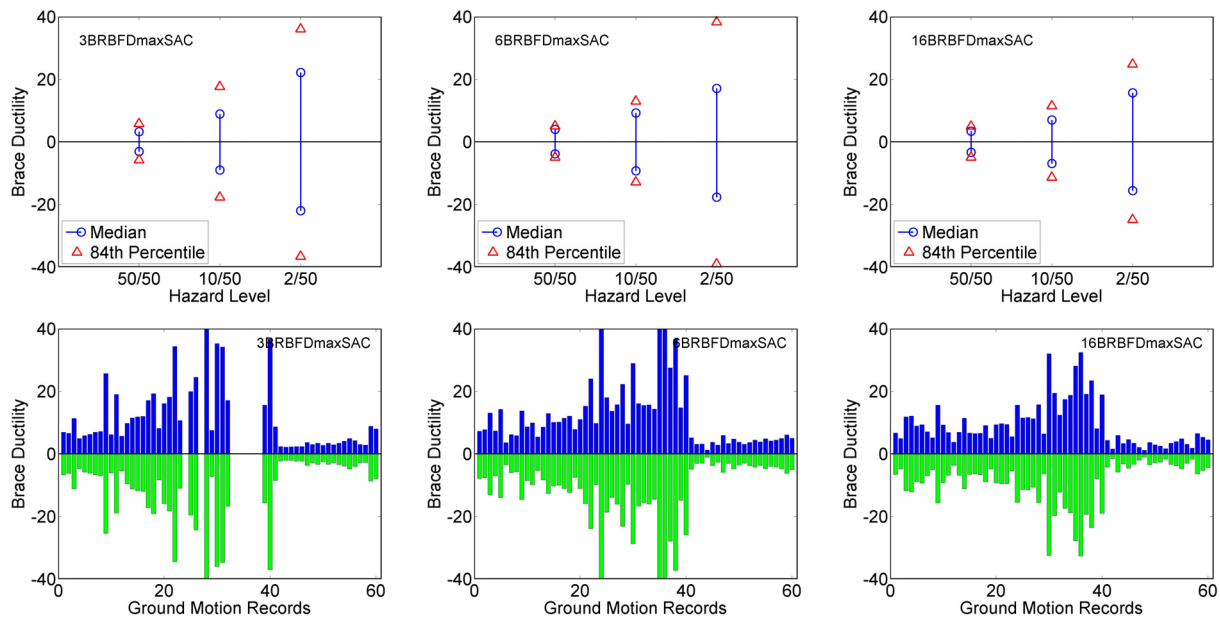 40
20
0
-20
-40
Brace Ductility
3BRBFDmaxSAC
Median
84th Percentile
50/50 10/50 2/50
Hazard Level
40
20
0
-20
-40
Brace Ductility
6BRBFDmaxSAC
Median
84th Percentile
50/50 10/50 2/50
Hazard Level
40
20
0
-20
-40
Brace Ductility
16BRBFDmaxSAC
Median
84th Percentile
50/50 10/50 2/50
Hazard Level
40
20
0
-20
-40
Brace Ductility
3BRBFDmaxSAC
0 20 40 60
Ground Motion Records
40
20
0
-20
-40
Brace Ductility
6BRBFDmaxSAC
0 20 40 60
Ground Motion Records
40
20
0
-20
-40
Brace Ductility
16BRBFDmaxSAC
0 20 40 60
Ground Motion Records